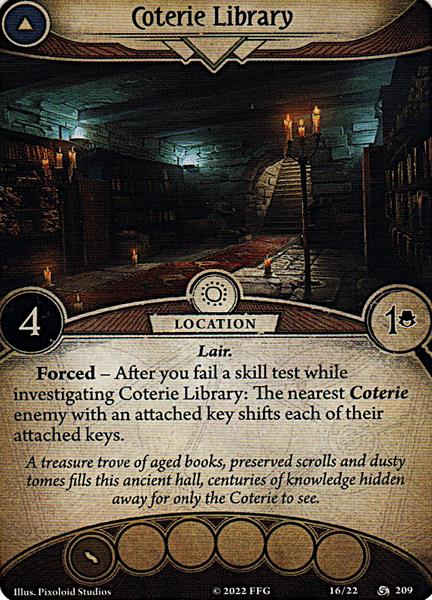 Coterie Library
4
1
LOCATION
Lair.
Forced – After you fail a skill test while
investigating Coterie Library: The nearest Coterie
enemy with an attached key shifts each of their
attached keys.
A treasure trove of aged books, preserved scrolls and dusty
tomes fills this ancient hall, centuries of knowledge hidden
away for only the Coterie to see.
Illus. Pixoloid Studios © 2022 FFG 16/22 209